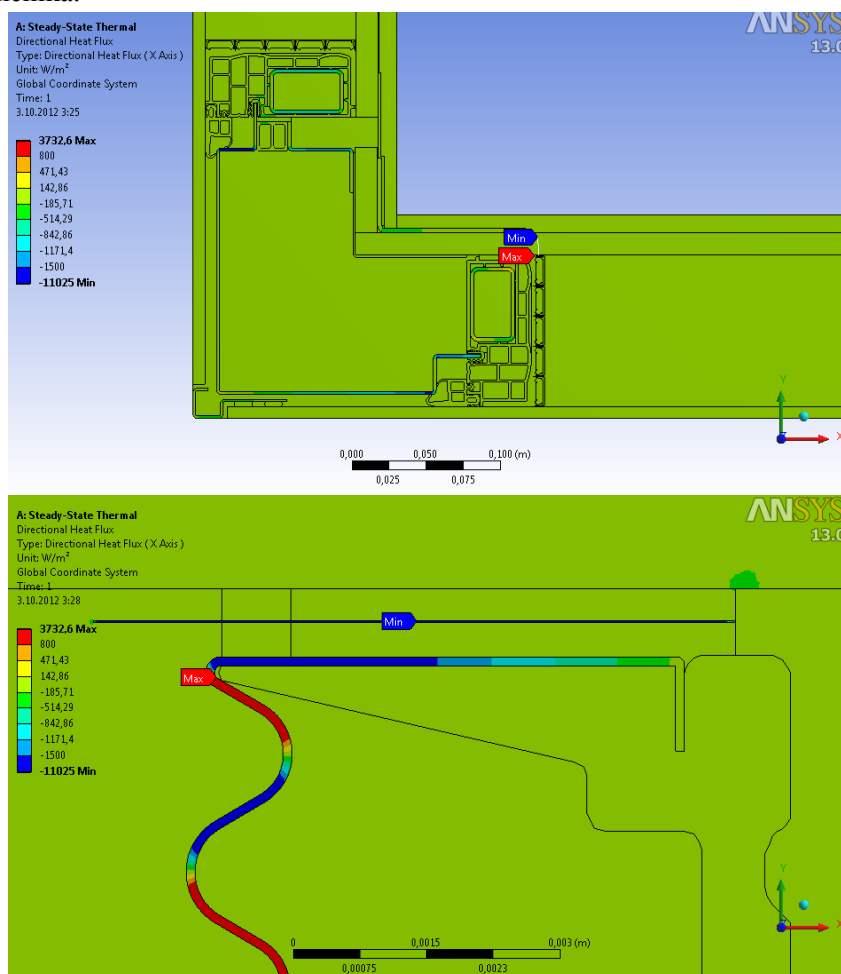 A: Steady-State Thermal
Directional Heat Flux
Type: Directional Heat Flux ( X Axis )
Unit: W/m²
Global Coordinate System
Time: 1
3.10.2012 3:25
3732,6 Max
800
471,43
142,86
-185,71
-514,29
-842,86
-1171,4
-1500
-11025 Min
ANSYS
13.0
Min
Max
Y
Z
X
0,000 0,050 0,100 (m)
0,025 0,075
A: Steady-State Thermal
Directional Heat Flux
Type: Directional Heat Flux ( X Axis )
Unit: W/m²
Global Coordinate System
Time: 1
3.10.2012 3:28
3732,6 Max
800
471,43
142,86
-185,71
-514,29
-842,86
-1171,4
-1500
-11025 Min
ANSYS
13.0
Min
Max
Y
Z
X
0 0,0015 0,003 (m)
0,00075 0,0023